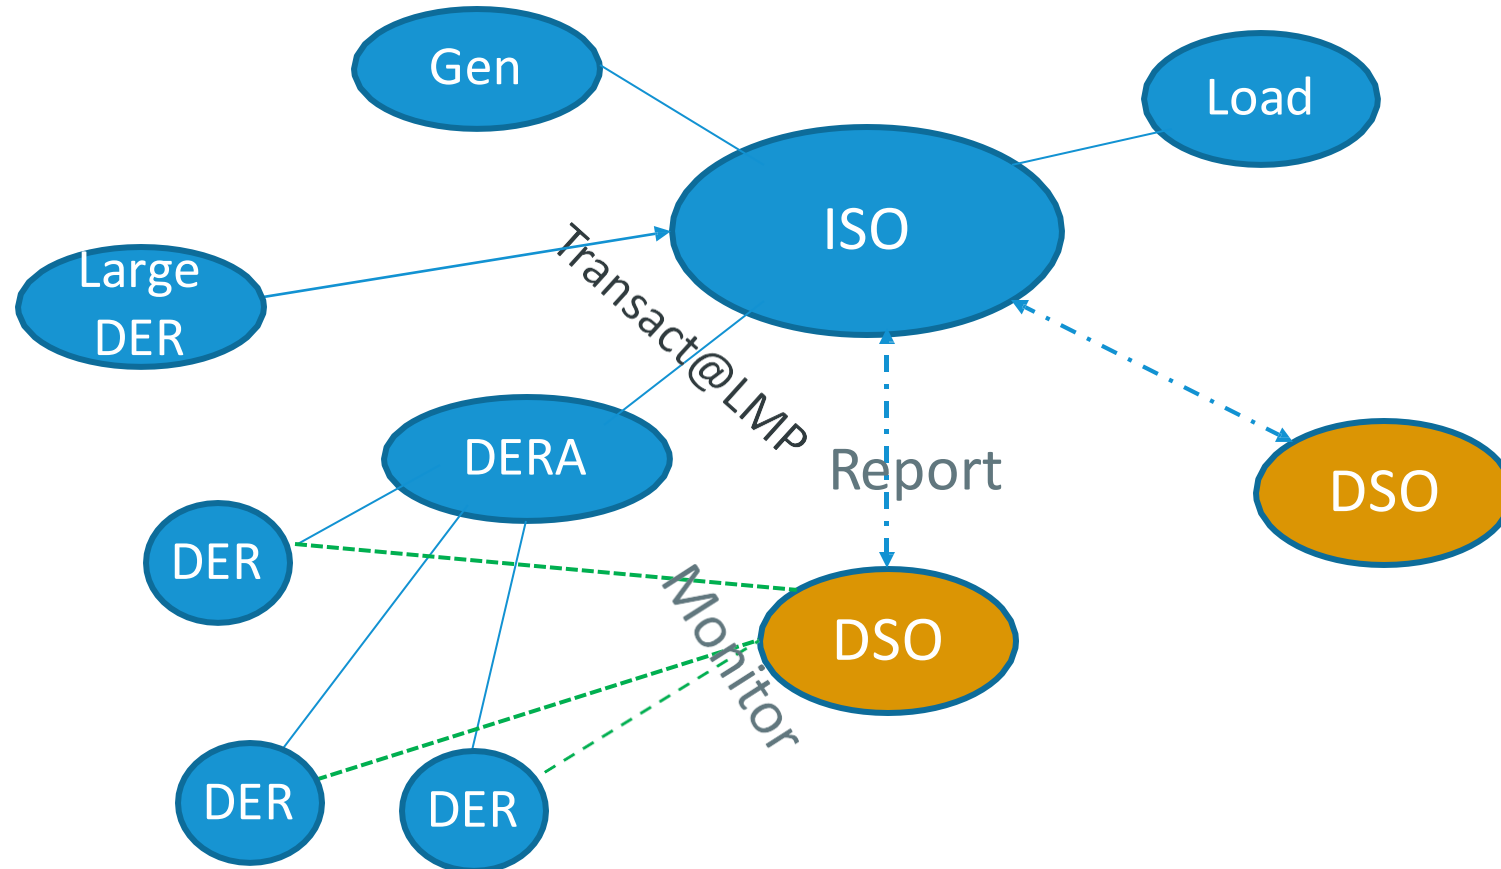 Gen
Load
ISO
Large
DER
Transact@LMP
DERA
Report
DSO
DER
Monitor
DSO
DER
DER